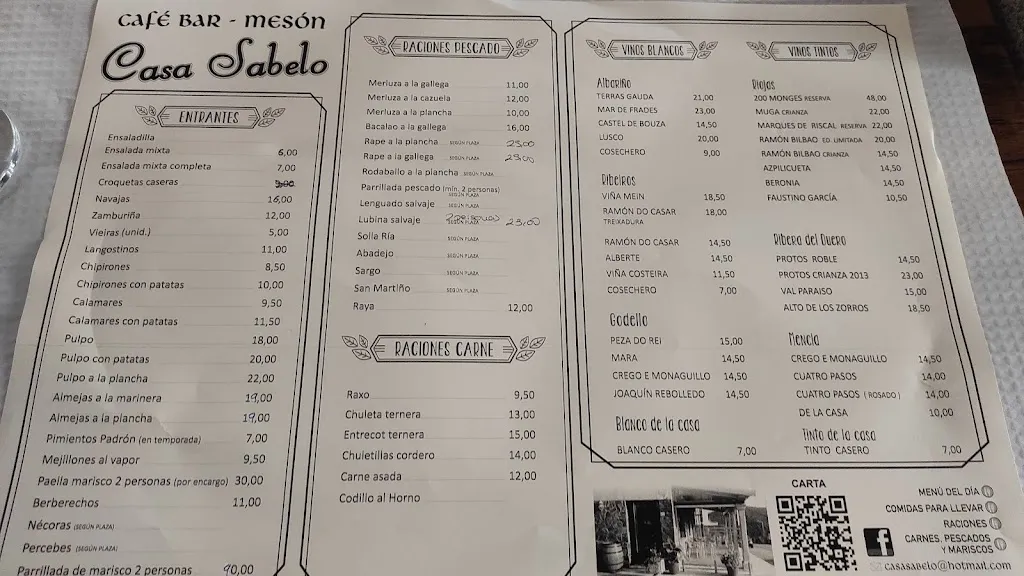 CAFÉ BAR - MESÓN
Casa Sabelo
ENTRANTES
Ensaladilla
Ensalada mixta 6,00
Ensalada mixta completa 7,00
Croquetas caseras
Navajas 16,00
Zamburiña 12,00
Vieiras (unid.) 5,00
Langostinos 11,00
Chipirones 8,50
Chipirones con patatas 10,00
Calamares 9,50
Calamares con patatas 11,50
Pulpo 18,00
Pulpo con patatas 20,00
Pulpo a la plancha 22,00
Almejas a la marinera 19,00
Almejas a la plancha 19,00
Pimientos Padrón (en temporada) 7,00
Mejillones al vapor 9,50
Paella marisco 2 personas (por encargo) 30,00
Berberechos 11,00
Nécoras (SEGÚN PLAZA)
Percebes (SEGÚN PLAZA)
Parrillada de marisco 2 personas 90,00
RACIONES PESCADO
Merluza a la gallega 11,00
Merluza a la cazuela 12,00
Merluza a la plancha 10,00
Bacalao a la gallega 16,00
Rape a la plancha SEGÚN PLAZA 23,00
Rape a la gallega SEGÚN PLAZA 23,00
Rodaballo a la plancha SEGÚN PLAZA
Parrillada pescado (mín. 2 personas)
SEGÚN PLAZA
Lenguado salvaje SEGÚN PLAZA
Lubina salvaje SEGÚN PLAZA 23,00
Solla Ría SEGÚN PLAZA
Abadejo SEGÚN PLAZA
Sargo SEGÚN PLAZA
San Martiño SEGÚN PLAZA
Raya 12,00
RACIONES CARNE
Raxo 9,50
Chuleta ternera 13,00
Entrecot ternera 15,00
Chuletillas cordero 14,00
Carne asada 12,00
Codillo al Horno
VINOS BLANCOS
Albariño
TERRAS GAUDA 21,00
MAR DE FRADES 23,00
CASTEL DE BOUZA 14,50
LUSCO 20,00
COSECHERO 9,00
Ribeiros
VIÑA MEIN 18,50
RAMÓN DO CASAR 18,00
TREIXADURA
RAMÓN DO CASAR 14,50
ALBERTE 14,50
VIÑA COSTEIRA 11,50
COSECHERO 7,00
Godello
PEZA DO REI 15,00
MARA 14,50
CREGO E MONAGUILLO 14,50
JOAQUÍN REBOLLEDO 14,50
Blanco de la casa
BLANCO CASERO 7,00
VINOS TINTOS
Riojas
200 MONGES RESERVA 48,00
MUGA CRIANZA 22,00
MARQUES DE RISCAL RESERVA 22,00
RAMÓN BILBAO ED. LIMITADA 20,00
RAMÓN BILBAO CRIANZA 14,50
AZPILICUETA 14,50
BERONIA 14,50
FAUSTINO GARCÍA 10,50
Ribera del Duero
PROTOS ROBLE 14,50
PROTOS CRIANZA 2013 23,00
VAL PARAISO 15,00
ALTO DE LOS ZORROS 18,50
Mencía
CREGO E MONAGUILLO 14,50
CUATRO PASOS 14,00
CUATRO PASOS (ROSADO) 14,00
DE LA CASA 10,00
Tinto de la casa
TINTO CASERO 7,00
CARTA
MENÚ DEL DÍA
COMIDAS PARA LLEVAR
RACIONES
CARNES, PESCADOS
Y MARISCOS
f
casasabelo@hotmail.com